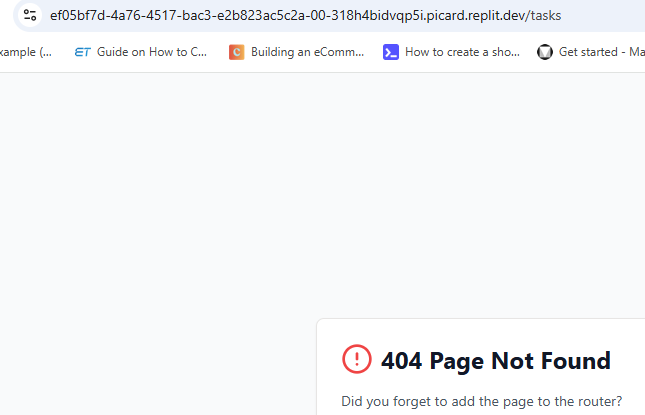 ef05bf7d-4a76-4517-bac3-e2b823ac5c2a-00-318h4bidvqp5i.picard.replit.dev/tasks
xample (... ET Guide on How to C... C Building an eComm... How to create a sho... Get started - Ma
404 Page Not Found
Did you forget to add the page to the router?